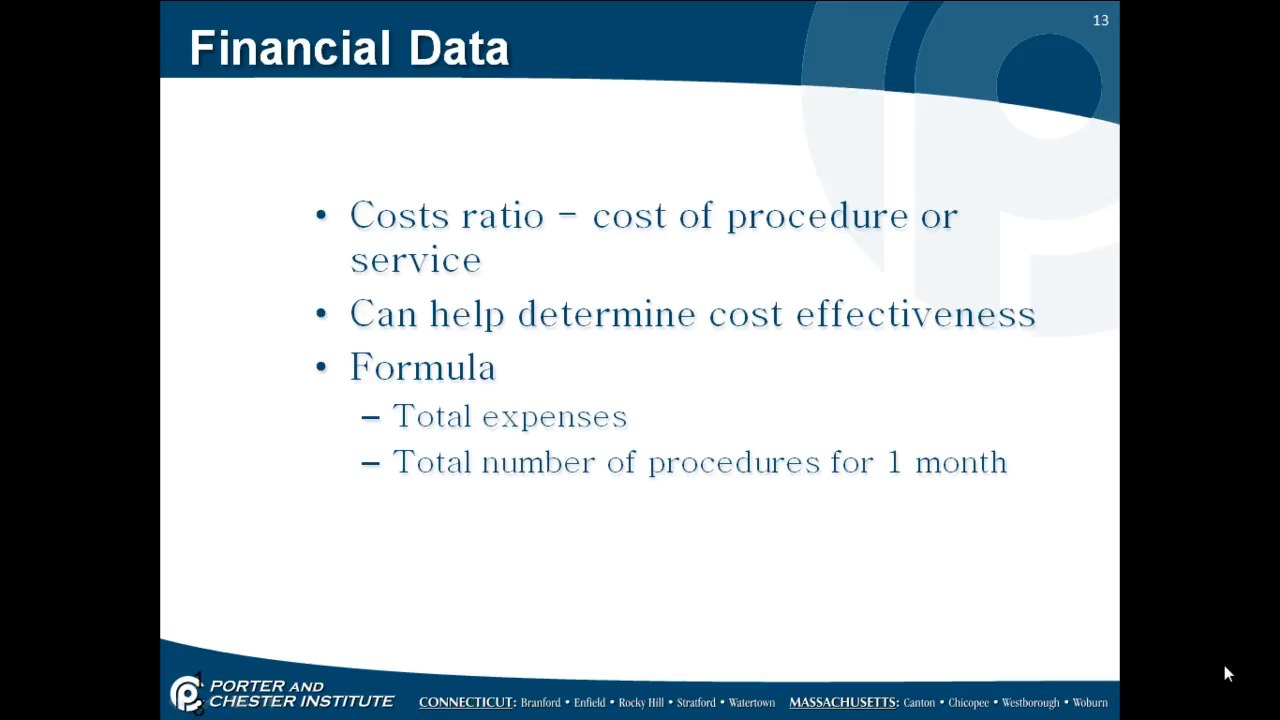 13
Financial Data
• Costs ratio – cost of procedure or
service
• Can help determine cost effectiveness
• Formula
– Total expenses
– Total number of procedures for 1 month
PORTER AND
CHESTER INSTITUTE
CONNECTICUT: Branford • Enfield • Rocky Hill • Stratford • Watertown MASSACHUSETTS: Canton • Chicopee • Westborough • Woburn